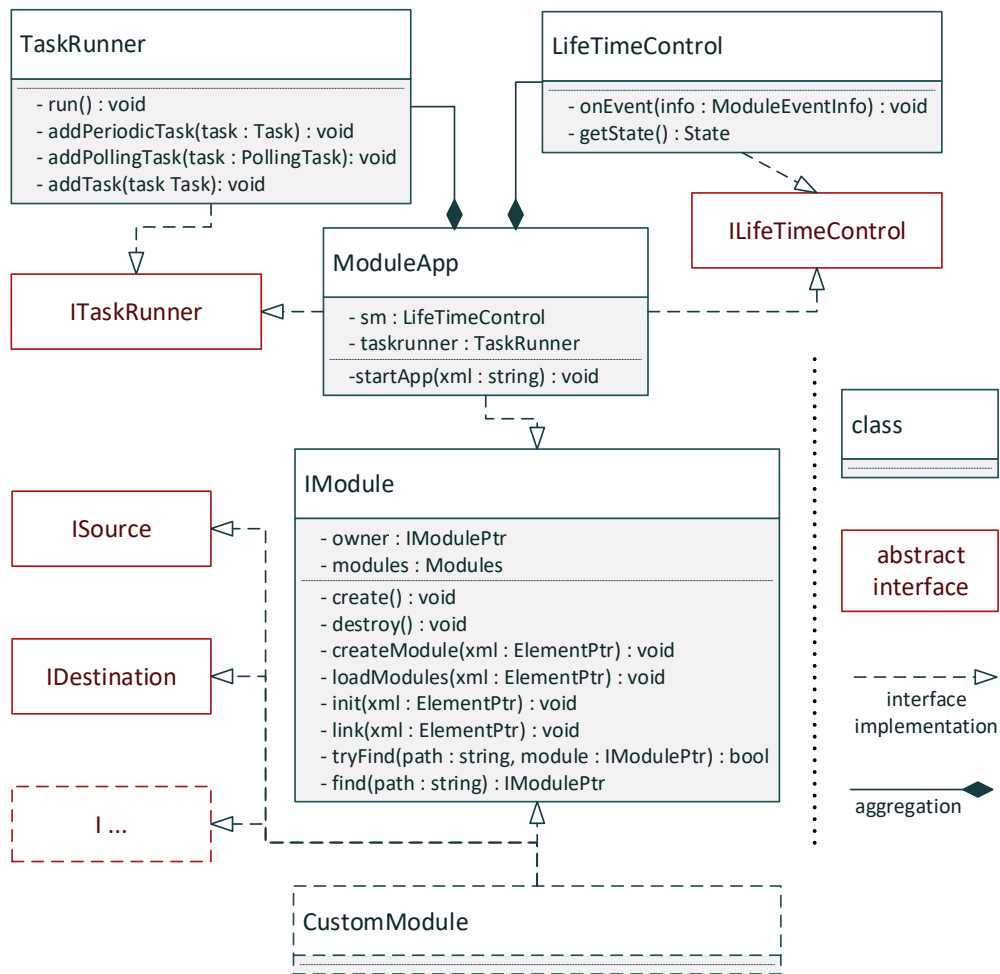 TaskRunner
- run() : void
- addPeriodicTask(task : Task) : void
- addPollingTask(task : PollingTask): void
- addTask(task Task): void
LifeTimeControl
- onEvent(info : ModuleEventInfo) : void
- getState() : State
ILifeTimeControl
ITaskRunner
ModuleApp
- sm : LifeTimeControl
- taskrunner : TaskRunner
-startApp(xml : string) : void
IModule
- owner : IModulePtr
- modules : Modules
- create() : void
- destroy() : void
- createModule(xml : ElementPtr) : void
- loadModules(xml : ElementPtr) : void
- init(xml : ElementPtr) : void
- link(xml : ElementPtr) : void
- tryFind(path : string, module : IModulePtr) : bool
- find(path : string) : IModulePtr
ISource
IDestination
I ...
CustomModule
class
abstract
interface
interface
implementation
aggregation